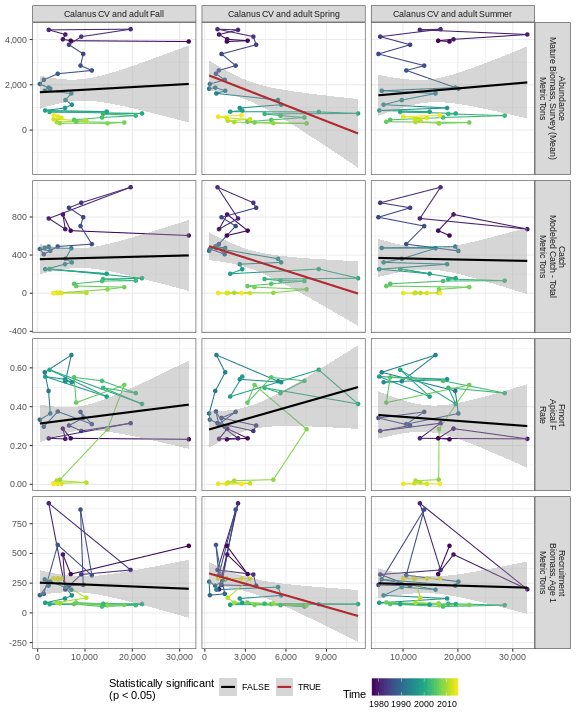 Calanus CV and adult Fall
Calanus CV and adult Spring
Calanus CV and adult Summer
4,000
2,000
0
Abundance
Mature Biomass, Survey (Mean)
Metric Tons
800
400
0
-400
Catch
Modeled Catch - Total
Metric Tons
0.60
0.40
0.20
0.00
Fmort
Apical F
Rate
750
500
250
0
-250
Recruitment
Biomass, Age 1
Metric Tons
0
10,000
20,000
30,000
0
3,000
6,000
9,000
10,000
20,000
30,000
Statistically significant
(p < 0.05)
FALSE
TRUE
Time
1980 1990 2000 2010